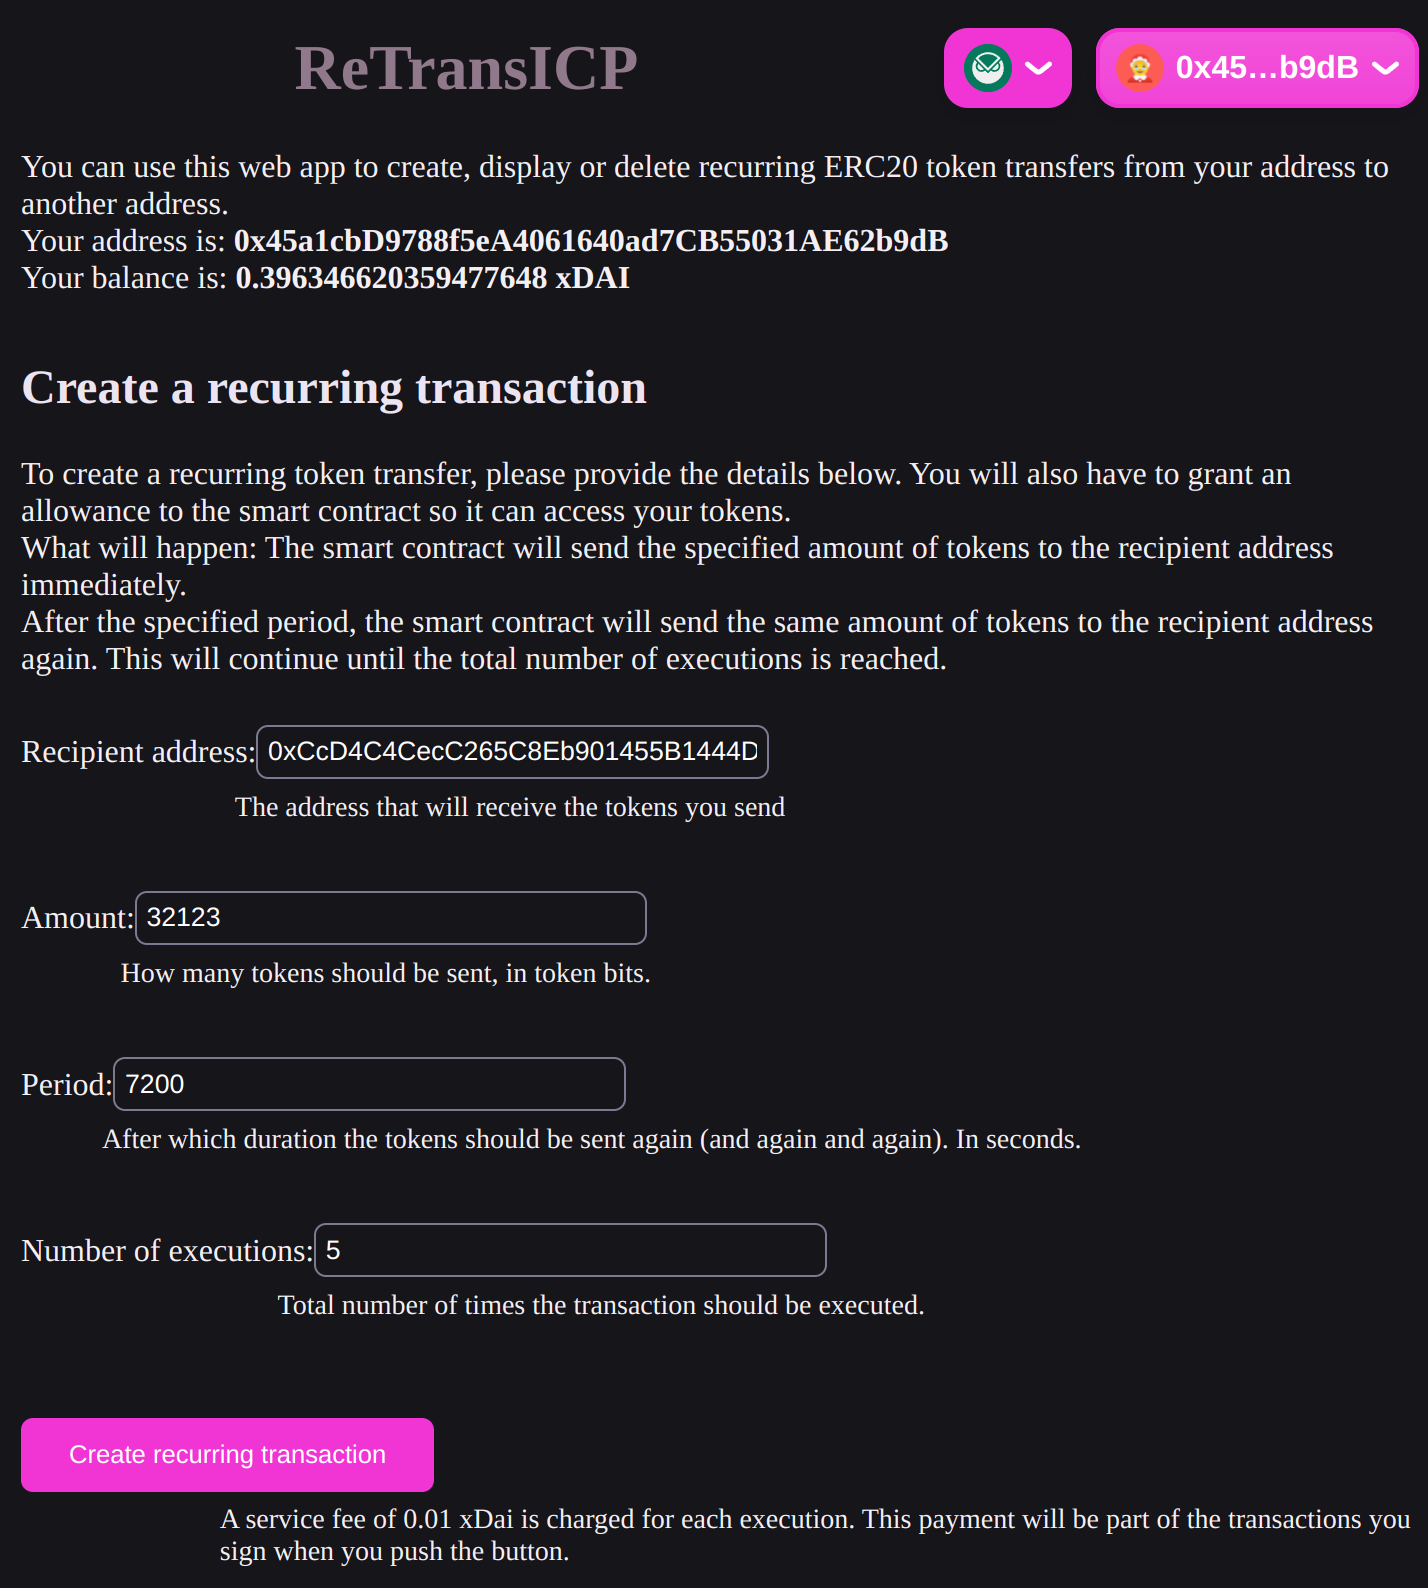 ReTransICP
0x45…b9dB
You can use this web app to create, display or delete recurring ERC20 token transfers from your address to
another address.
Your address is: 0x45a1cbD9788f5eA4061640ad7CB55031AE62b9dB
Your balance is: 0.396346620359477648 xDAI
Create a recurring transaction
To create a recurring token transfer, please provide the details below. You will also have to grant an
allowance to the smart contract so it can access your tokens.
What will happen: The smart contract will send the specified amount of tokens to the recipient address
immediately.
After the specified period, the smart contract will send the same amount of tokens to the recipient address
again. This will continue until the total number of executions is reached.
Recipient address: 0xCcD4C4CecC265C8Eb901455B1444D
The address that will receive the tokens you send
Amount: 32123
How many tokens should be sent, in token bits.
Period: 7200
After which duration the tokens should be sent again (and again and again). In seconds.
Number of executions: 5
Total number of times the transaction should be executed.
Create recurring transaction
A service fee of 0.01 xDai is charged for each execution. This payment will be part of the transactions you
sign when you push the button.